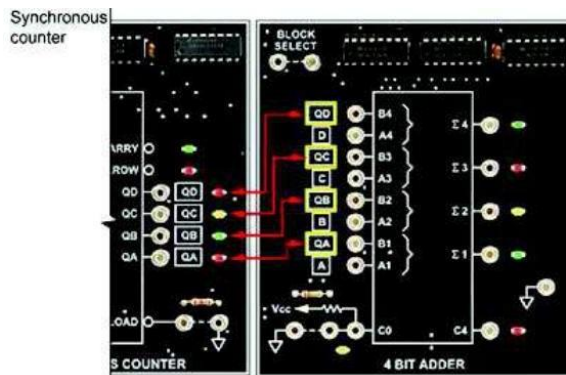 Synchronous
counter
BLOCK
SELECT
ARRY
ROW
QD QD
QC QC
QB QB
QA QA
LOAD
S COUNTER
QD B4
D A4
QC B3
C A3
QB B2
B A2
QA B1
A A1
Σ4
Σ3
Σ2
Σ1
Vcc
C0 C4
4 BIT ADDER